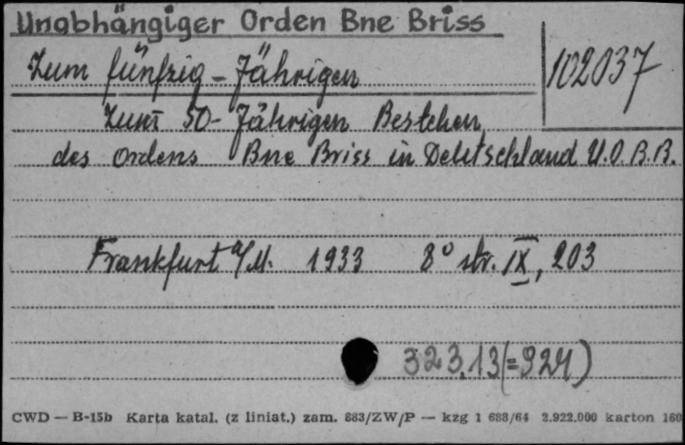 Unabhängiger Orden Bne Briss
Zum fünfzig - Jährigen
102037
Zum 50- Jährigen Bestehen
des Ordens Bne Briss in Deutschland U.O.B.B.
Frankfurt a/M. 1933 8° str. IX, 203
323.13(=924)
CWD — B-15b Karta katal. (z liniat.) zam. 883/ZW/P — kzg 1 688/64 2.922.000 karton 160